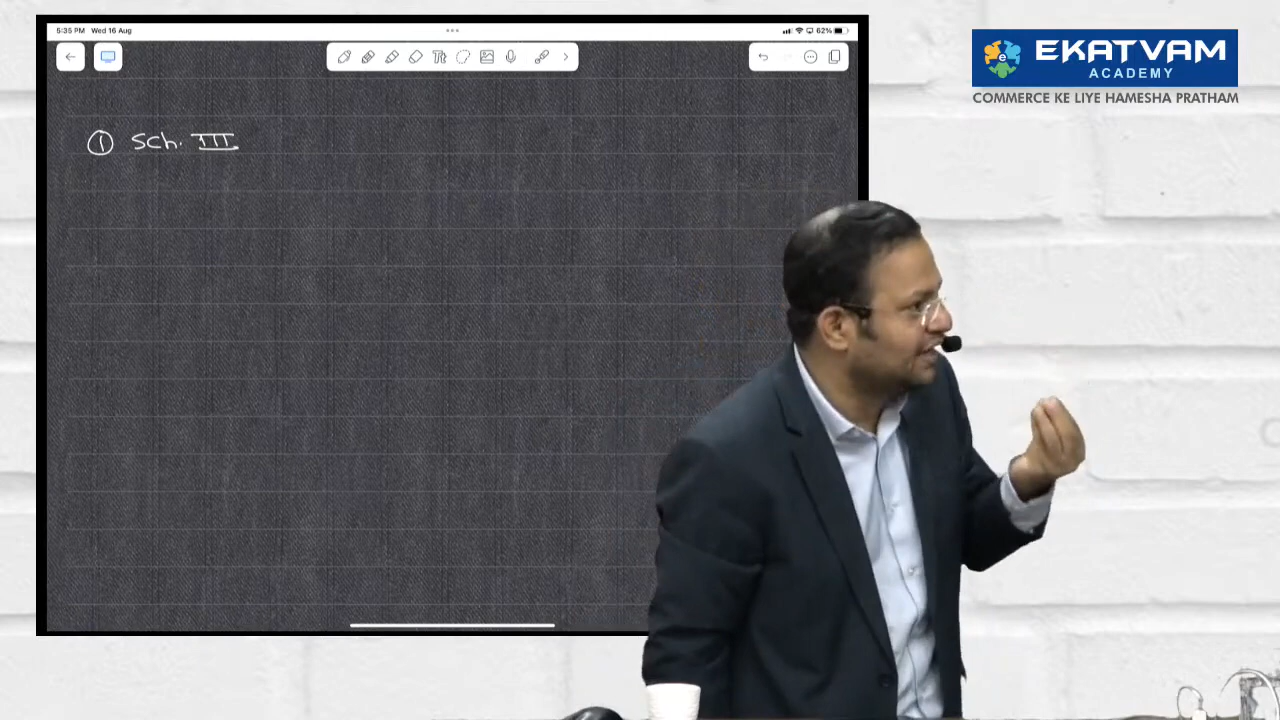 5:35 PM Wed 16 Aug
62%
EKATVAM
ACADEMY
COMMERCE KE LIYE HAMESHA PRATHAM
① Sch. III